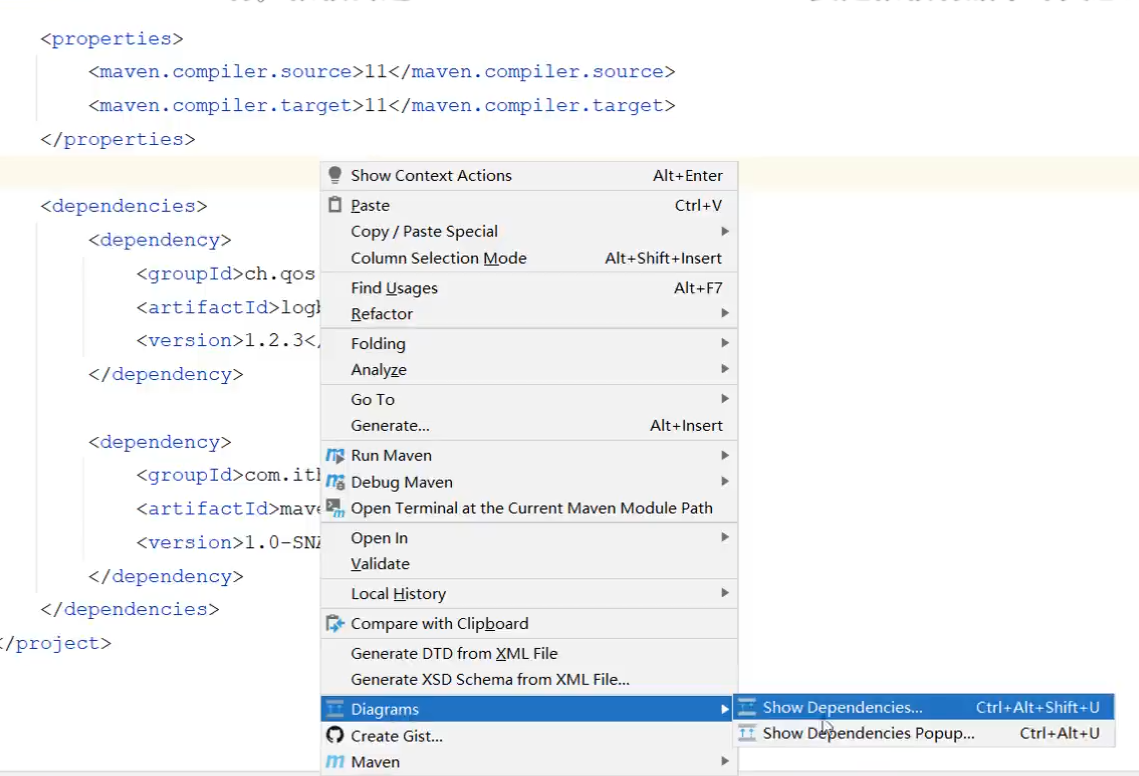 <properties>
<maven.compiler.source>11</maven.compiler.source>
<maven.compiler.target>11</maven.compiler.target>
</properties>
<dependencies>
<dependency>
<groupId>ch.qos
<artifactId>log
<version>1.2.3</
</dependency>
<dependency>
<groupId>com.it
<artifactId>mave
<version>1.0-SNA
</dependency>
</dependencies>
</project>
Show Context Actions Alt+Enter
Paste Ctrl+V
Copy / Paste Special
Column Selection Mode Alt+Shift+Insert
Find Usages Alt+F7
Refactor
Folding
Analyze
Go To
Generate... Alt+Insert
Run Maven
Debug Maven
Open Terminal at the Current Maven Module Path
Open In
Validate
Local History
Compare with Clipboard
Generate DTD from XML File
Generate XSD Schema from XML File...
Diagrams
Create Gist...
Maven
Show Dependencies... Ctrl+Alt+Shift+U
Show Dependencies Popup... Ctrl+Alt+U